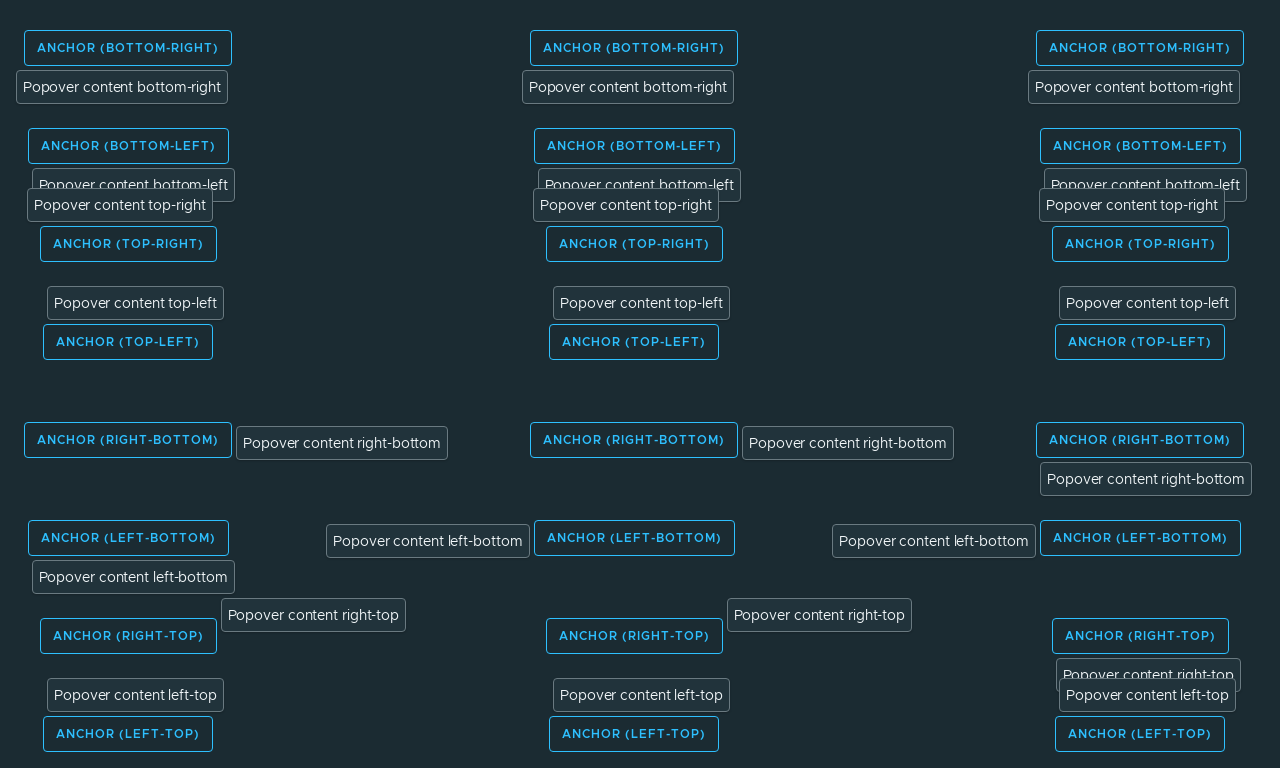 ANCHOR (BOTTOM-RIGHT) ANCHOR (BOTTOM-RIGHT) ANCHOR (BOTTOM-RIGHT)
Popover content bottom-right Popover content bottom-right Popover content bottom-right
ANCHOR (BOTTOM-LEFT) ANCHOR (BOTTOM-LEFT) ANCHOR (BOTTOM-LEFT)
Popover content bottom-left Popover content bottom-left Popover content bottom-left
Popover content top-right Popover content top-right Popover content top-right
ANCHOR (TOP-RIGHT) ANCHOR (TOP-RIGHT) ANCHOR (TOP-RIGHT)
Popover content top-left Popover content top-left Popover content top-left
ANCHOR (TOP-LEFT) ANCHOR (TOP-LEFT) ANCHOR (TOP-LEFT)
ANCHOR (RIGHT-BOTTOM) Popover content right-bottom ANCHOR (RIGHT-BOTTOM) Popover content right-bottom ANCHOR (RIGHT-BOTTOM)
Popover content right-bottom
ANCHOR (LEFT-BOTTOM) Popover content left-bottom ANCHOR (LEFT-BOTTOM) Popover content left-bottom ANCHOR (LEFT-BOTTOM)
Popover content left-bottom
Popover content right-top Popover content right-top
ANCHOR (RIGHT-TOP) ANCHOR (RIGHT-TOP) ANCHOR (RIGHT-TOP)
Popover content right-top
Popover content left-top Popover content left-top Popover content left-top
ANCHOR (LEFT-TOP) ANCHOR (LEFT-TOP) ANCHOR (LEFT-TOP)